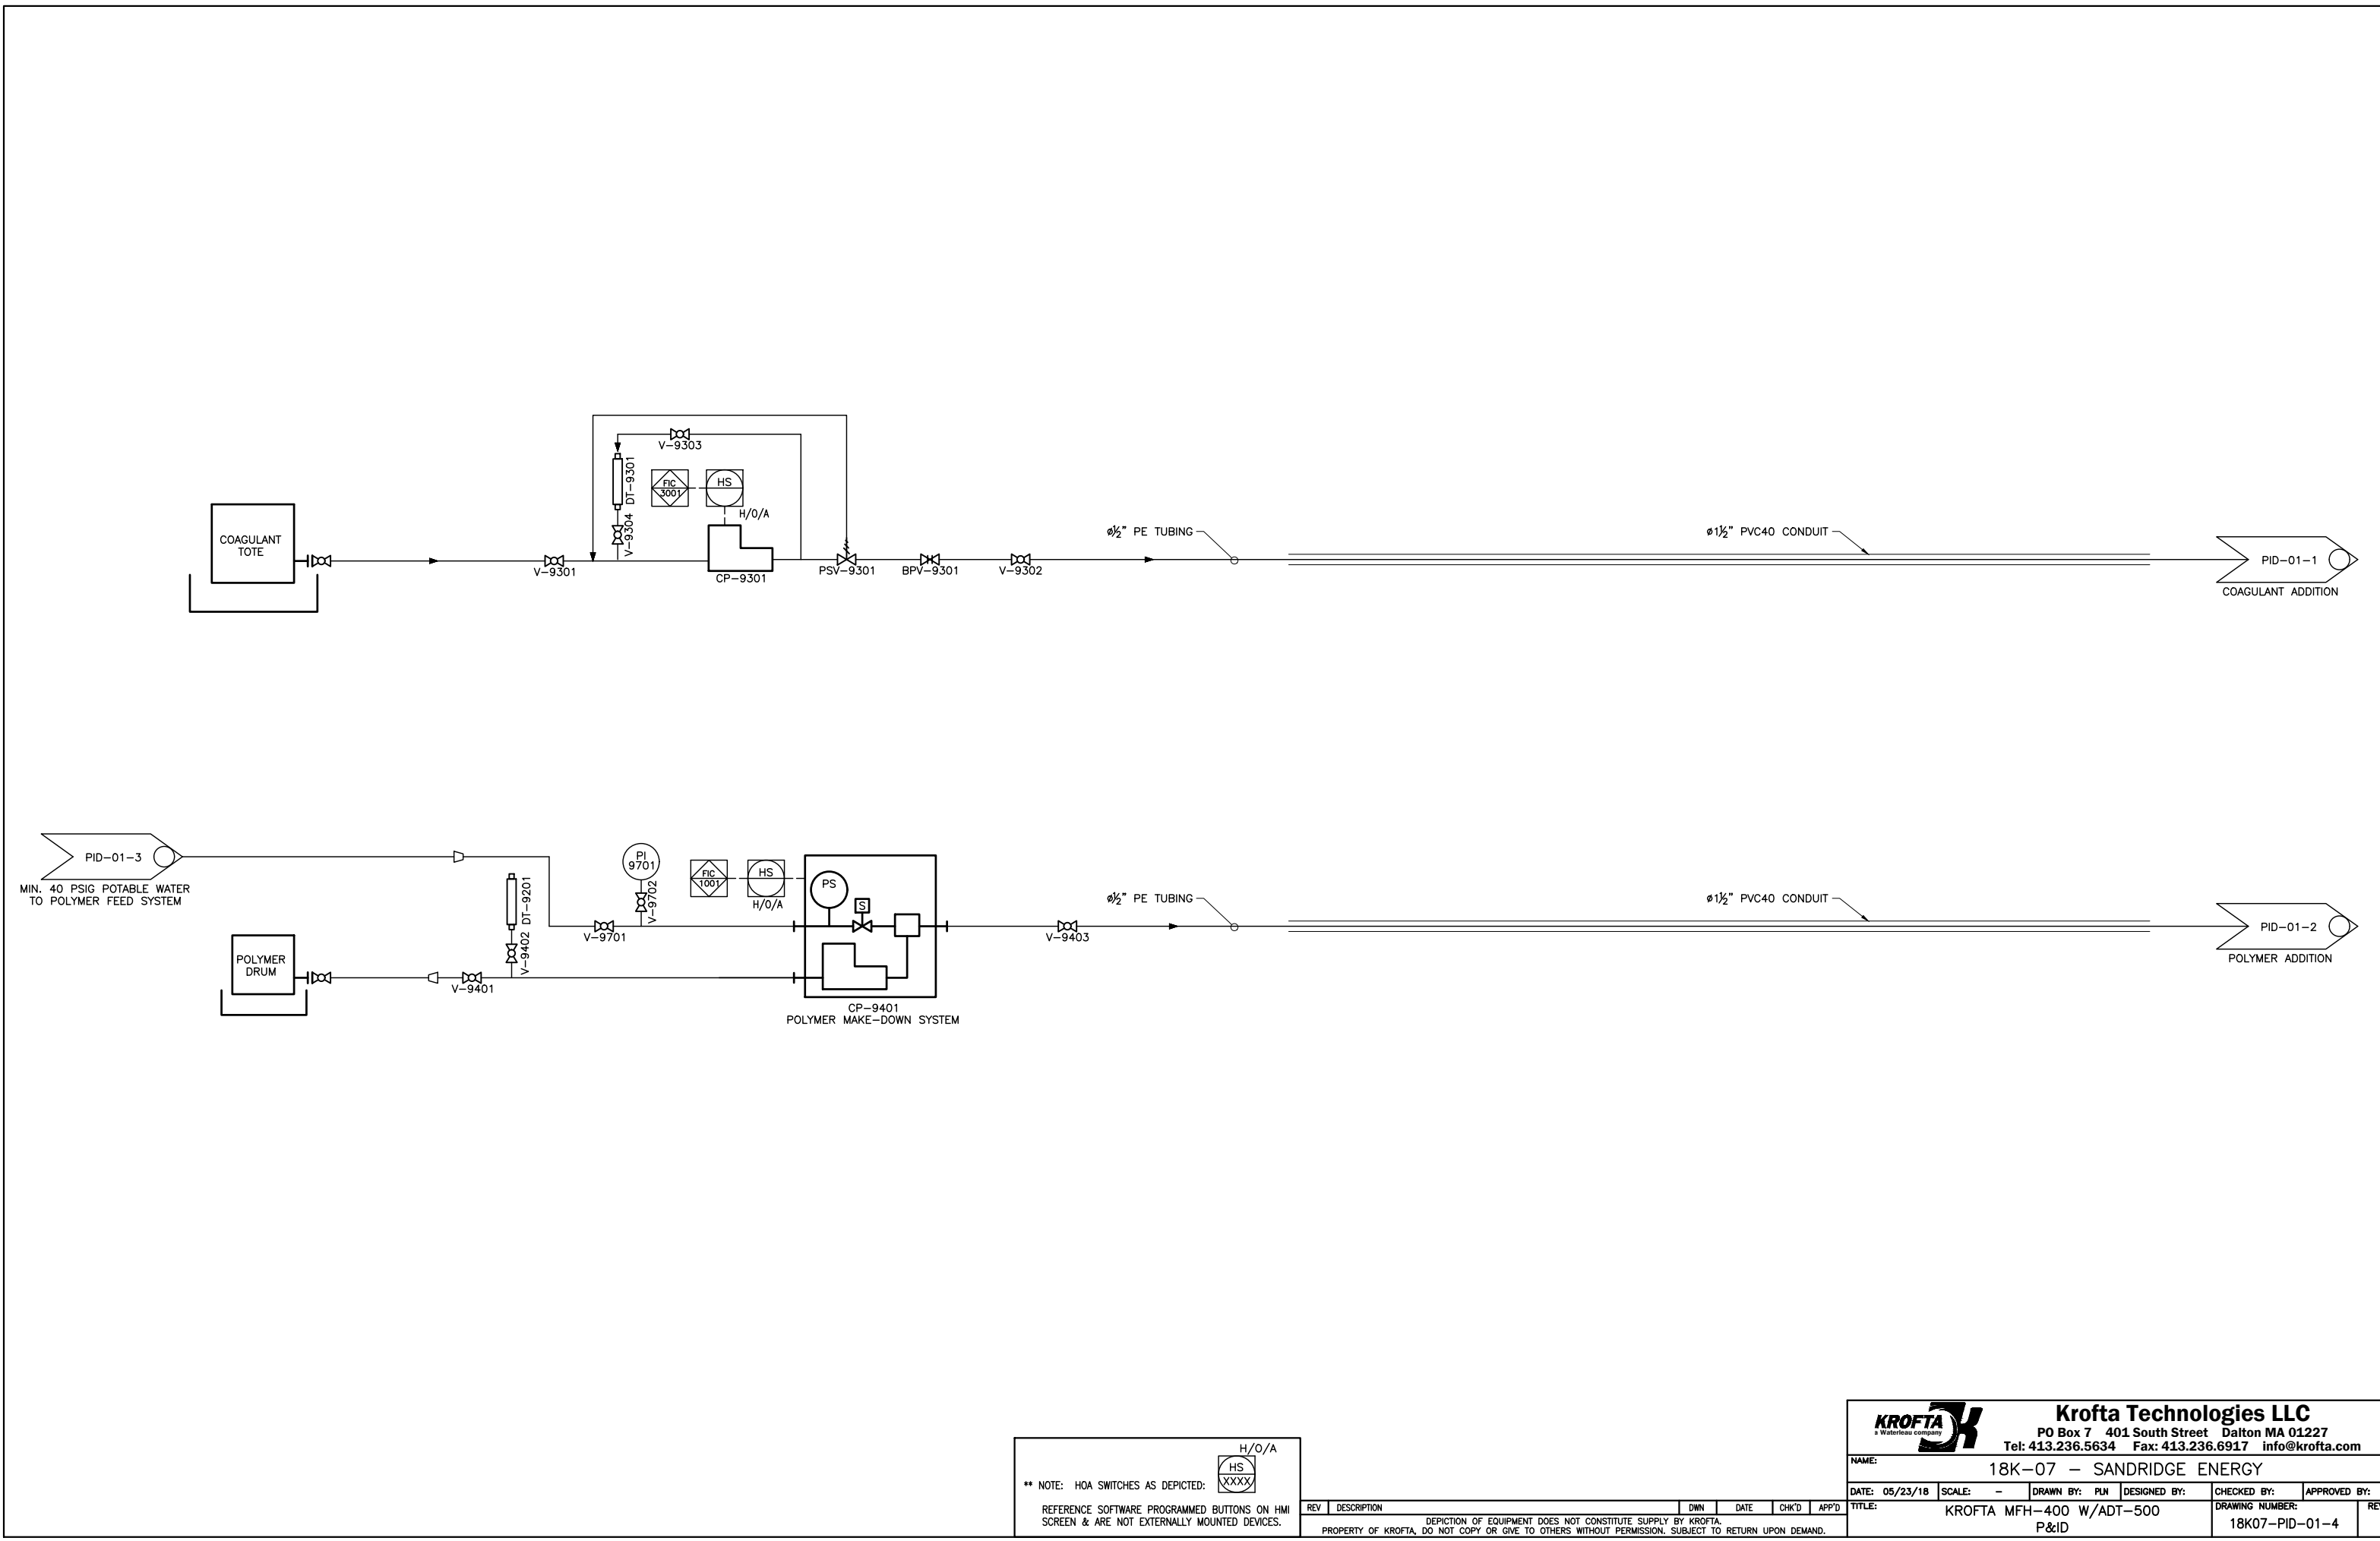 V-9303
DT-9301
FIC
3001
HS
H/O/A
V-9304
COAGULANT
TOTE
V-9301
CP-9301
PSV-9301
BPV-9301
V-9302
ø½" PE TUBING
ø1½" PVC40 CONDUIT
PID-01-1
COAGULANT ADDITION
PID-01-3
MIN. 40 PSIG POTABLE WATER
TO POLYMER FEED SYSTEM
DT-9201
V-9402
PI
9701
V-9702
V-9701
FIC
1001
HS
H/O/A
PS
S
POLYMER
DRUM
V-9401
CP-9401
POLYMER MAKE-DOWN SYSTEM
V-9403
ø½" PE TUBING
ø1½" PVC40 CONDUIT
PID-01-2
POLYMER ADDITION
H/O/A
HS
XXXX
** NOTE: HOA SWITCHES AS DEPICTED:
REFERENCE SOFTWARE PROGRAMMED BUTTONS ON HMI
SCREEN & ARE NOT EXTERNALLY MOUNTED DEVICES.
REV DESCRIPTION DWN DATE CHK'D APP'D
DEPICTION OF EQUIPMENT DOES NOT CONSTITUTE SUPPLY BY KROFTA.
PROPERTY OF KROFTA, DO NOT COPY OR GIVE TO OTHERS WITHOUT PERMISSION. SUBJECT TO RETURN UPON DEMAND.
KROFTA
a Waterleau company
Krofta Technologies LLC
PO Box 7 401 South Street Dalton MA 01227
Tel: 413.236.5634 Fax: 413.236.6917 info@krofta.com
NAME:
18K-07 - SANDRIDGE ENERGY
DATE: 05/23/18 SCALE: - DRAWN BY: PLN DESIGNED BY: CHECKED BY: APPROVED BY:
TITLE:
KROFTA MFH-400 W/ADT-500
P&ID
DRAWING NUMBER:
18K07-PID-01-4
RE